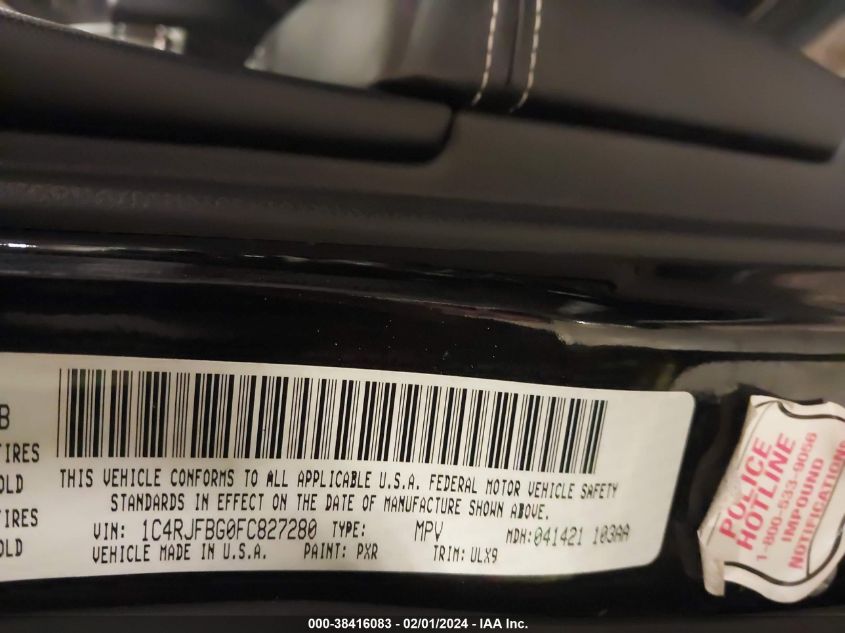 B
TIRES
OLD
TIRES
OLD
THIS VEHICLE CONFORMS TO ALL APPLICABLE U.S.A. FEDERAL MOTOR VEHICLE SAFETY
STANDARDS IN EFFECT ON THE DATE OF MANUFACTURE SHOWN ABOVE.
VIN: 1C4RJFBG0FC827280 TYPE: MPV MDH:041421 103AA
VEHICLE MADE IN U.S.A. PAINT: PXR TRIM: ULX9
POLICE
HOTLINE
1-800-533-9056
IMPOUND
NOTIFICATIONS
000-38416083 - 02/01/2024 - IAA Inc.